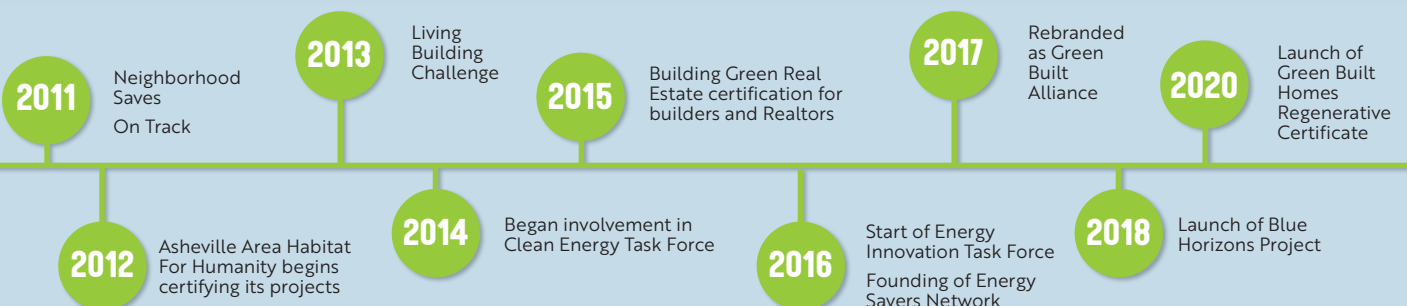 2011
Neighborhood
Saves
On Track
2012
Asheville Area Habitat
For Humanity begins
certifying its projects
2013
Living
Building
Challenge
2014
Began involvement in
Clean Energy Task Force
2015
Building Green Real
Estate certification for
builders and Realtors
2016
Start of Energy
Innovation Task Force
Founding of Energy
Savers Network
2017
Rebranded
as Green
Built
Alliance
2018
Launch of Blue
Horizons Project
2020
Launch of
Green Built
Homes
Regenerative
Certificate